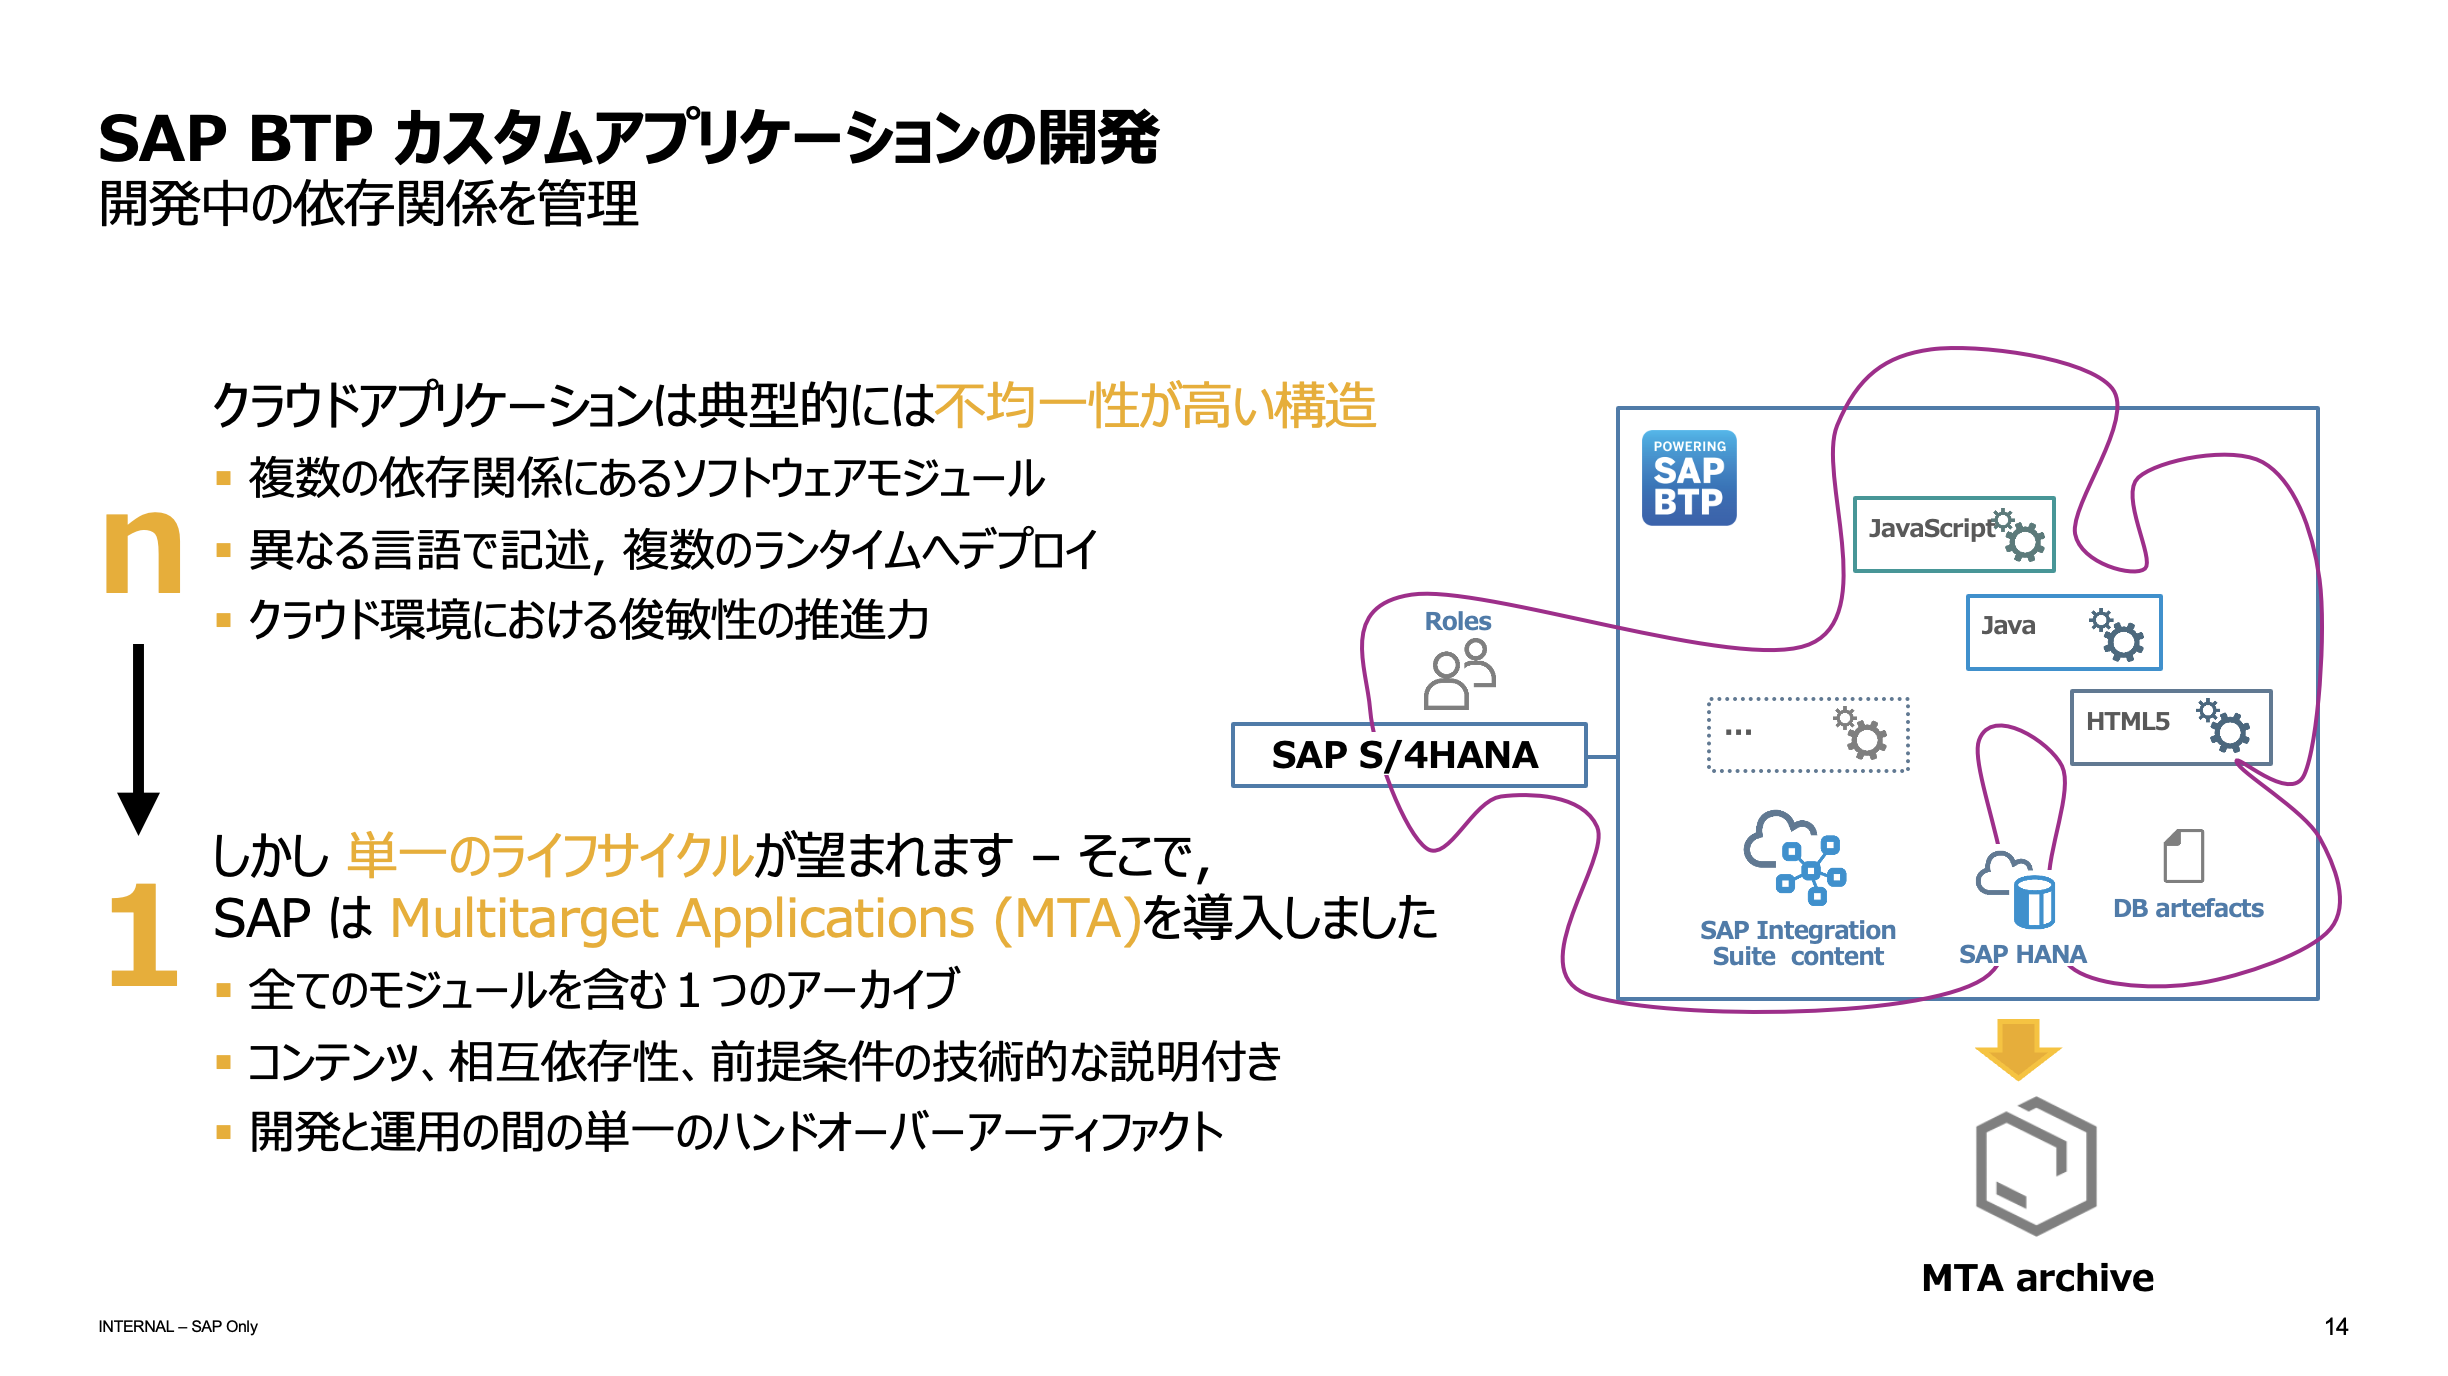 SAP BTP カスタムアプリケーションの開発
開発中の依存関係を管理
n
クラウドアプリケーションは典型的には不均一性が高い構造
▪ 複数の依存関係にあるソフトウェアモジュール
▪ 異なる言語で記述, 複数のランタイムへデプロイ
▪ クラウド環境における俊敏性の推進力
1
しかし 単一のライフサイクルが望まれます – そこで,
SAP は Multitarget Applications (MTA)を導入しました
▪ 全てのモジュールを含む 1 つのアーカイブ
▪ コンテンツ、相互依存性、前提条件の技術的な説明付き
▪ 開発と運用の間の単一のハンドオーバーアーティファクト
POWERING
SAP
BTP
JavaScript
Java
HTML5
...
Roles
SAP S/4HANA
SAP Integration
Suite content
SAP HANA
DB artefacts
MTA archive
INTERNAL – SAP Only
14